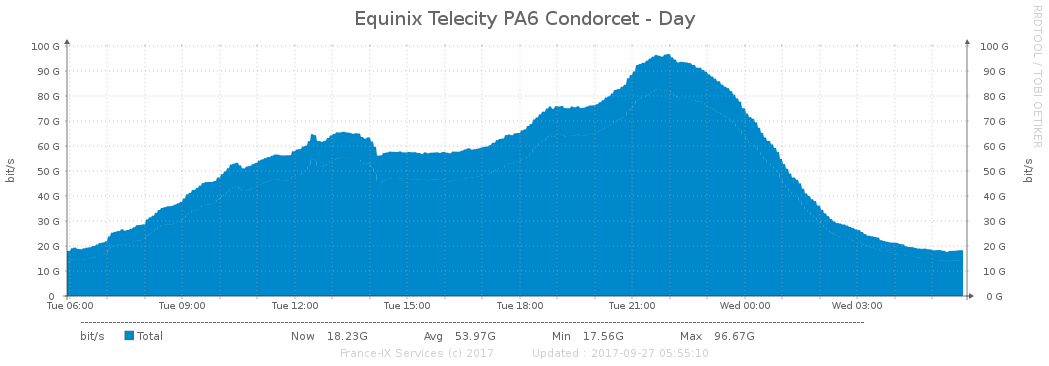 Equinix Telecity PA6 Condorcet - Day
RRDTOOL / TOBI OETIKER
100 G 100 G
90 G 90 G
80 G 80 G
70 G 70 G
60 G 60 G
50 G 50 G
40 G 40 G
30 G 30 G
20 G 20 G
10 G 10 G
0 0 G
bit/s bit/s
Tue 06:00 Tue 09:00 Tue 12:00 Tue 15:00 Tue 18:00 Tue 21:00 Wed 00:00 Wed 03:00
bit/s Total Now 18.23G Avg 53.97G Min 17.56G Max 96.67G
France-IX Services (c) 2017 Updated : 2017-09-27 05:55:10